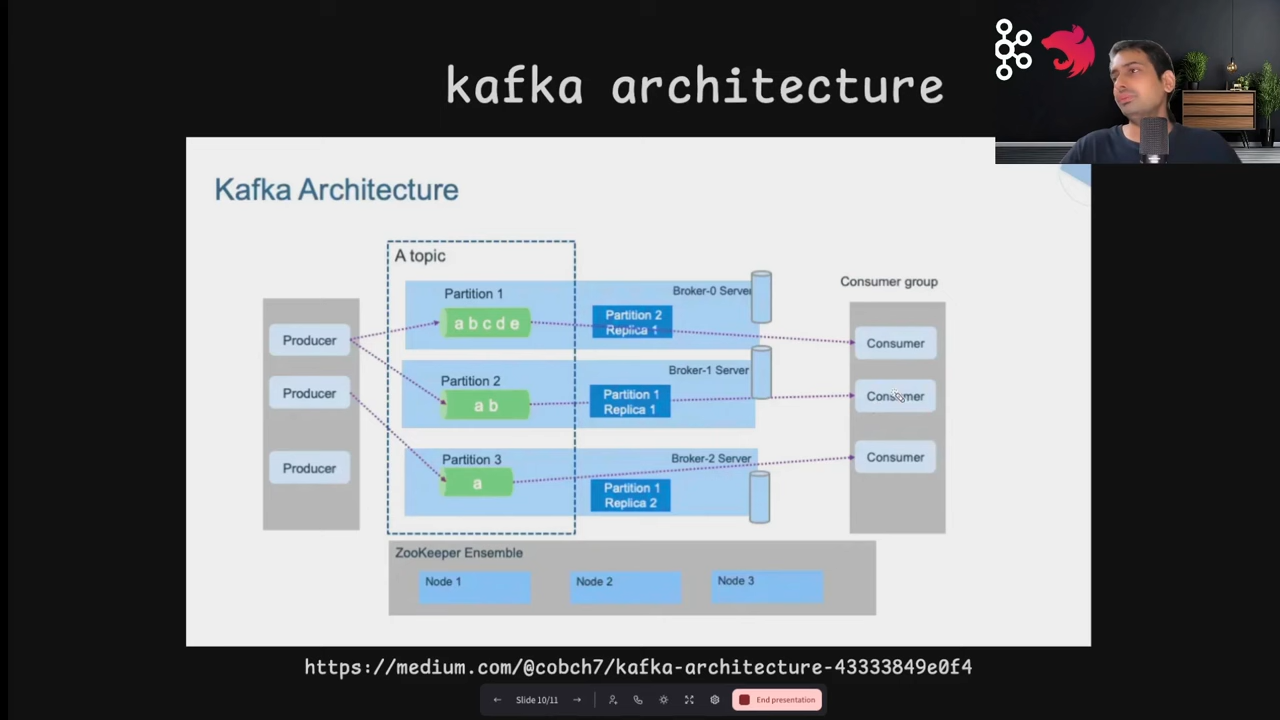 kafka architecture
Kafka Architecture
A topic
Partition 1
a b c d e
Partition 2
Replica 1
Broker-0 Server
Partition 2
a b
Partition 1
Replica 1
Broker-1 Server
Partition 3
a
Partition 1
Replica 2
Broker-2 Server
Producer
Producer
Producer
Consumer group
Consumer
Consumer
Consumer
ZooKeeper Ensemble
Node 1
Node 2
Node 3
https://medium.com/@cobch7/kafka-architecture-43333849e0f4
Slide 10/11
End presentation